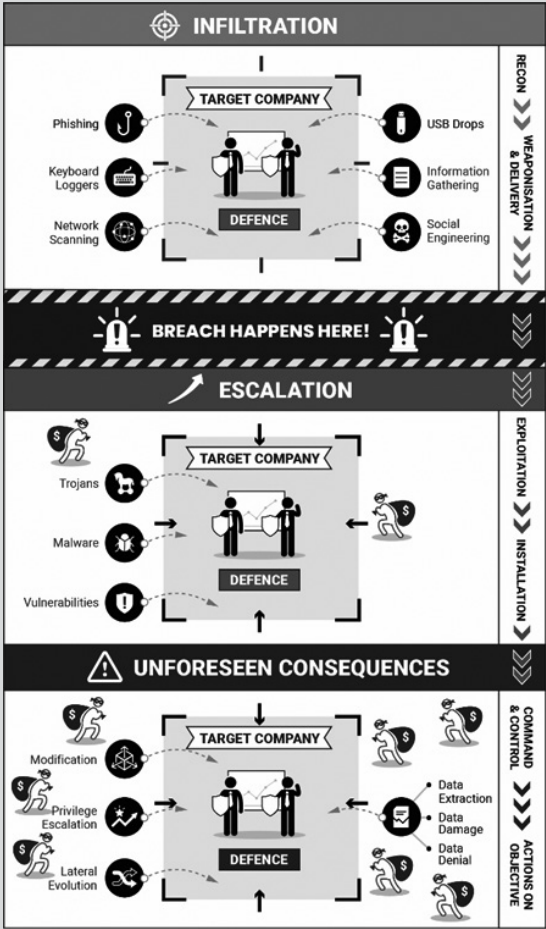 INFILTRATION
TARGET COMPANY
Phishing
Keyboard
Loggers
Network
Scanning
USB Drops
Information
Gathering
Social
Engineering
DEFENCE
RECON
WEAPONISATION
& DELIVERY
BREACH HAPPENS HERE!
ESCALATION
TARGET COMPANY
$
Trojans
Malware
Vulnerabilities
$
DEFENCE
EXPLOITATION
INSTALLATION
UNFORESEEN CONSEQUENCES
$
TARGET COMPANY
$
$
Modification
$
Privilege
Escalation
$
Lateral
Evolution
Data
Extraction
Data
Damage
Data
Denial
DEFENCE
$
$
COMMAND
& CONTROL
ACTIONS ON
OBJECTIVE